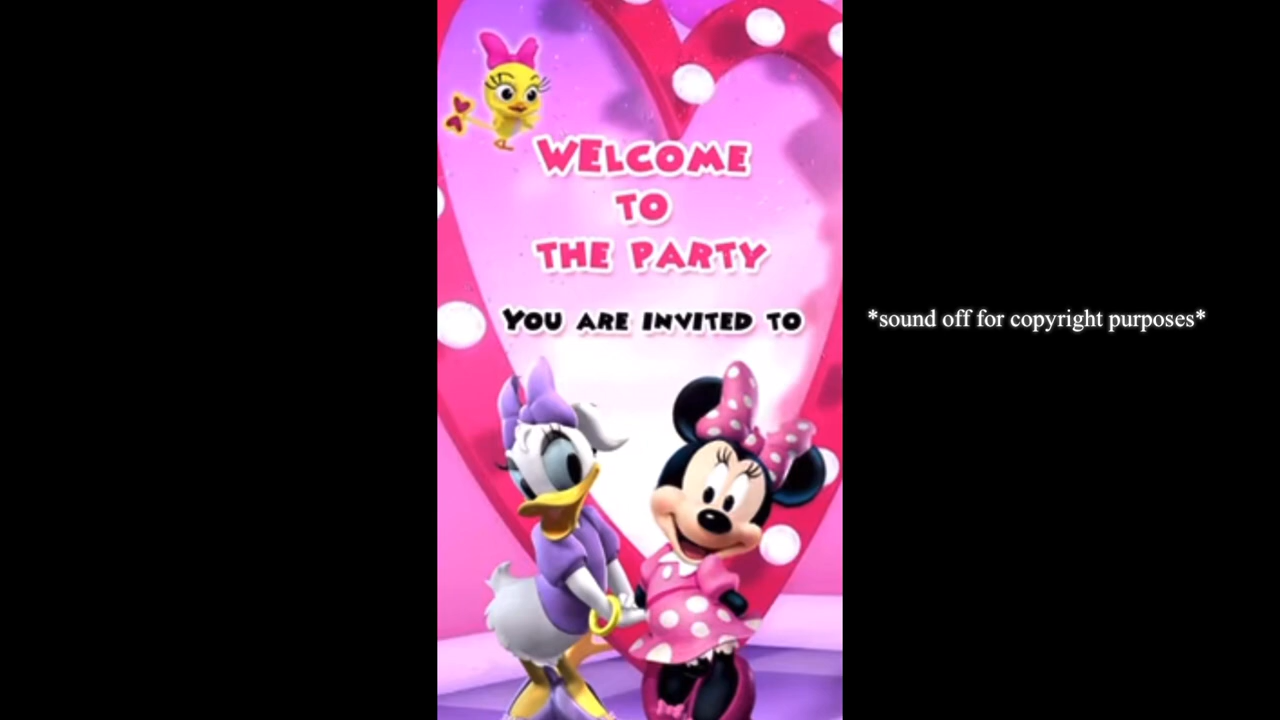 WELCOME
TO
THE PARTY
YOU ARE INVITED TO
*sound off for copyright purposes*